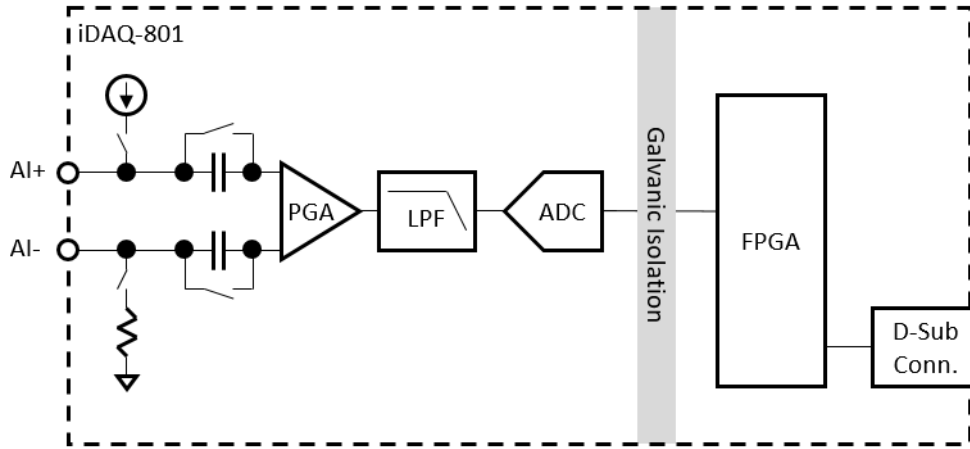 iDAQ-801
AI+
AI-
PGA
LPF
ADC
Galvanic Isolation
FPGA
D-Sub
Conn.